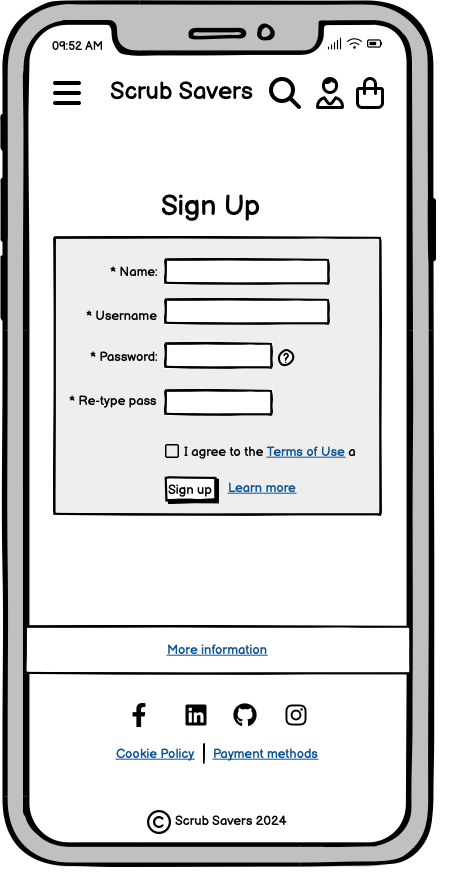 09:52 AM
Scrub Savers
Sign Up
* Name:
* Username
* Password:
?
* Re-type pass
I agree to the Terms of Use a
Sign up Learn more
More information
Cookie Policy | Payment methods
© Scrub Savers 2024